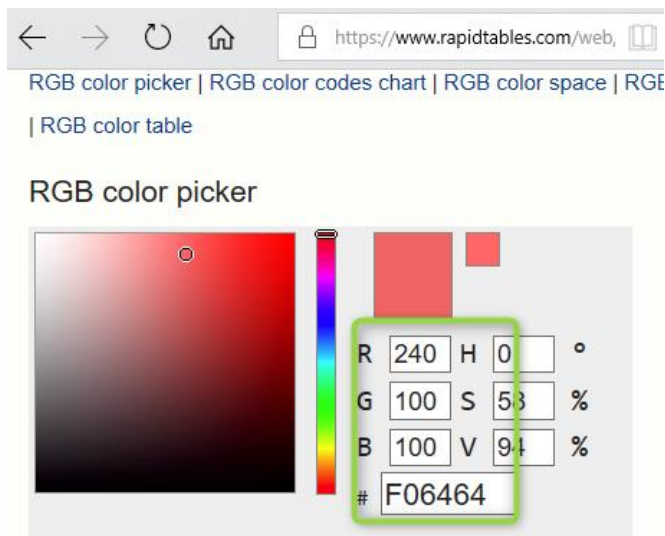 https://www.rapidtables.com/web,
RGB color picker | RGB color codes chart | RGB color space | RGB
| RGB color table
RGB color picker
R 240 H 0 °
G 100 S 58 %
B 100 V 94 %
# F06464